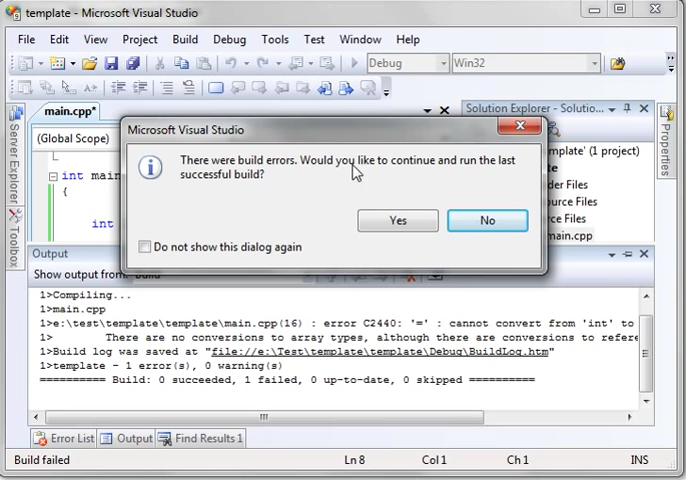 template - Microsoft Visual Studio
File Edit View Project Build Debug Tools Test Window Help
Debug Win32
main.cpp*
Solution Explorer - Solutio...
(Global Scope)
Microsoft Visual Studio
There were build errors. Would you like to continue and run the last
successful build?
Yes No
Do not show this dialog again
Server Explorer
Toolbox
Properties
template' (1 project)
int main
{
int
main.cpp
Output
Show output from:
1>Compiling...
1>main.cpp
1>e:\test\template\template\main.cpp(16) : error C2440: '=' : cannot convert from 'int' to
1> There are no conversions to array types, although there are conversions to refere
1>Build log was saved at "file://e:\Test\template\template\Debug\BuildLog.htm"
1>template - 1 error(s), 0 warning(s)
========== Build: 0 succeeded, 1 failed, 0 up-to-date, 0 skipped ==========
Error List Output Find Results 1
Build failed Ln 8 Col 1 Ch 1 INS